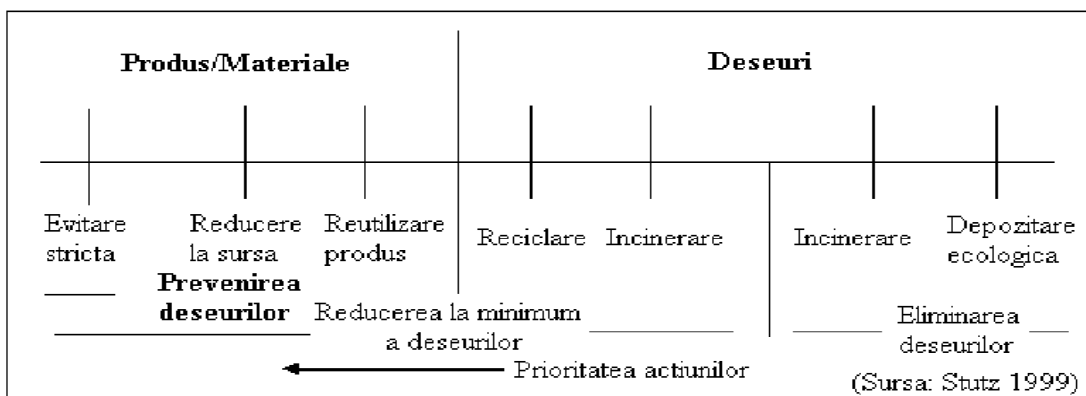 Produs/Materiale
Deseuri
Evitare
stricta
Reducere
la sursa
Reutilizare
produs
Reciclare
Incinerare
Incinerare
Depozitare
ecologica
Prevenirea
deseurilor
Reducerea la minimum
a deseurilor
Eliminarea
deseurilor
Prioritatea actiunilor
(Sursa: Stutz 1999)